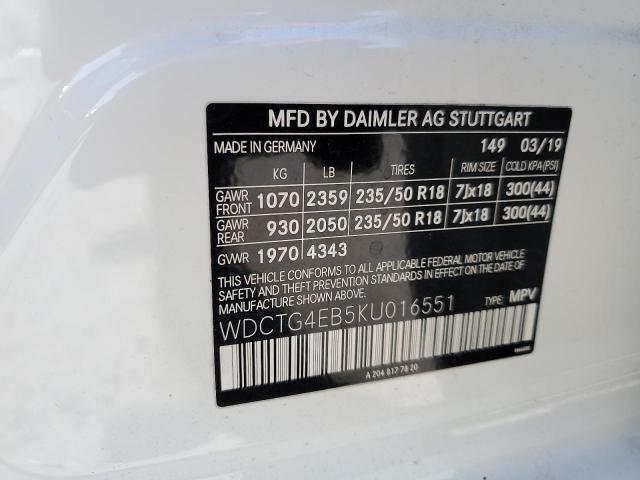 MFD BY DAIMLER AG STUTTGART
MADE IN GERMANY 149 03/19
KG LB TIRES RIM SIZE COLD KPA(PSI)
GAWR FRONT 1070 2359 235/50 R18 7Jx18 300(44)
GAWR REAR 930 2050 235/50 R18 7Jx18 300(44)
GVWR 1970 4343
THIS VEHICLE CONFORMS TO ALL APPLICABLE FEDERAL MOTOR VEHICLE
SAFETY AND THEFT PREVENTION STANDARDS IN EFFECT ON THE DATE OF
MANUFACTURE SHOWN ABOVE.
WDCTG4EB5KU016551 TYPE: MPV
A 204 817 78 20